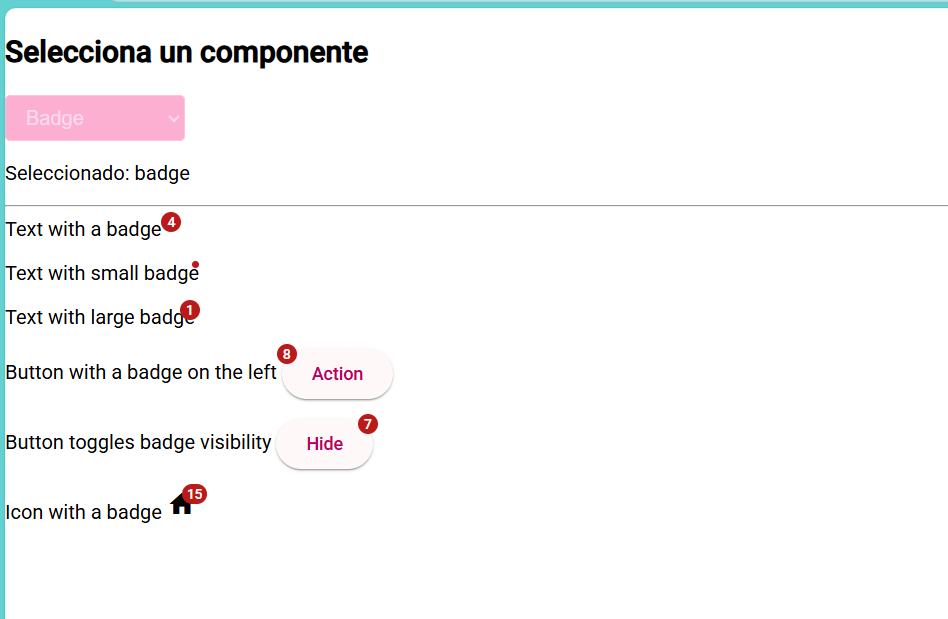 Selecciona un componente
Badge
Seleccionado: badge
Text with a badge 4
Text with small badge
Text with large badge 1
Button with a badge on the left 8 Action
Button toggles badge visibility Hide 7
Icon with a badge 15